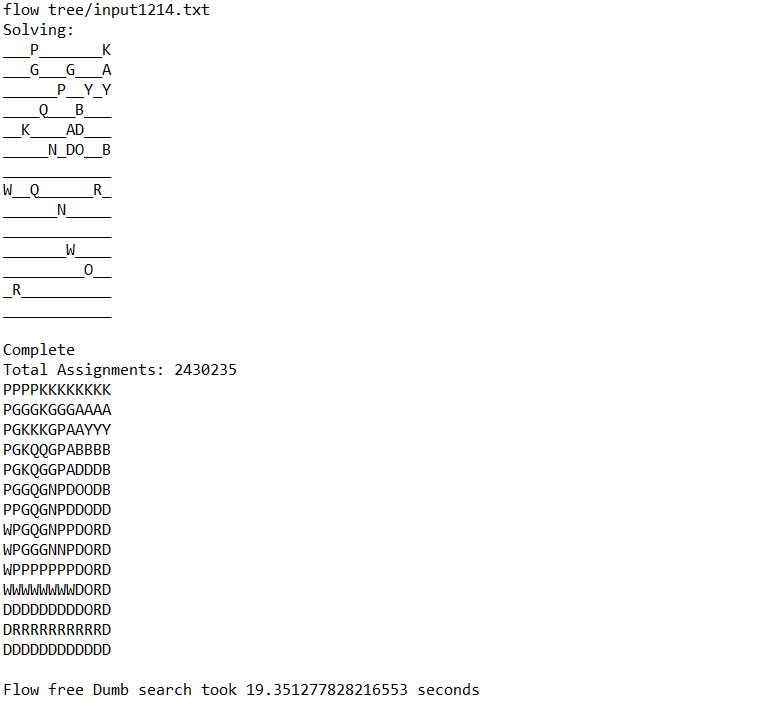 flow tree/input1214.txt
Solving:
___P_______K
___G___G___A
______P__Y_Y
____Q___B___
__K____AD___
_____N_DO__B
____________
W__Q______R_
______N_____
____________
_______W____
_________O__
_R__________
____________
Complete
Total Assignments: 2430235
PPPPKKKKKKKK
PGGGKGGGAAAA
PGKKKGPAAYYY
PGKQQGPABBBB
PGKQGGPADDDB
PGGQGNPDOODB
PPGQGNPDDODD
WPGQGNPPDORD
WPGGGNNPDORD
WPPPPPPPDORD
WWWWWWWWDORD
DDDDDDDDDORD
DRRRRRRRRRRD
DDDDDDDDDDDD
Flow free Dumb search took 19.351277828216553 seconds